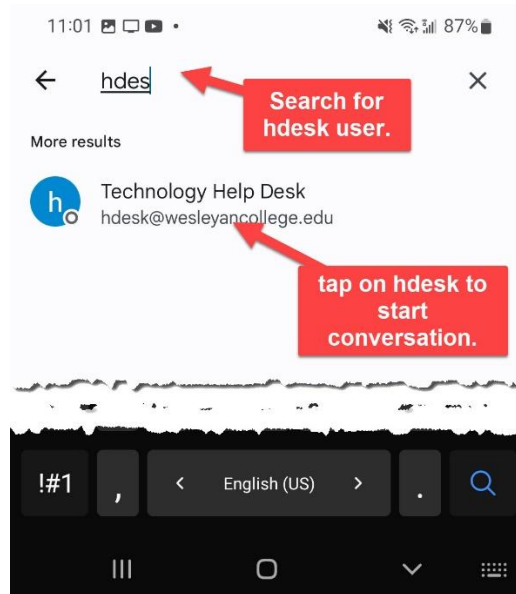 11:01 87%
hdes
Search for
hdesk user.
More results
h
Technology Help Desk
hdesk@wesleyancollege.edu
tap on hdesk to
start
conversation.
!#1 , < English (US) > .